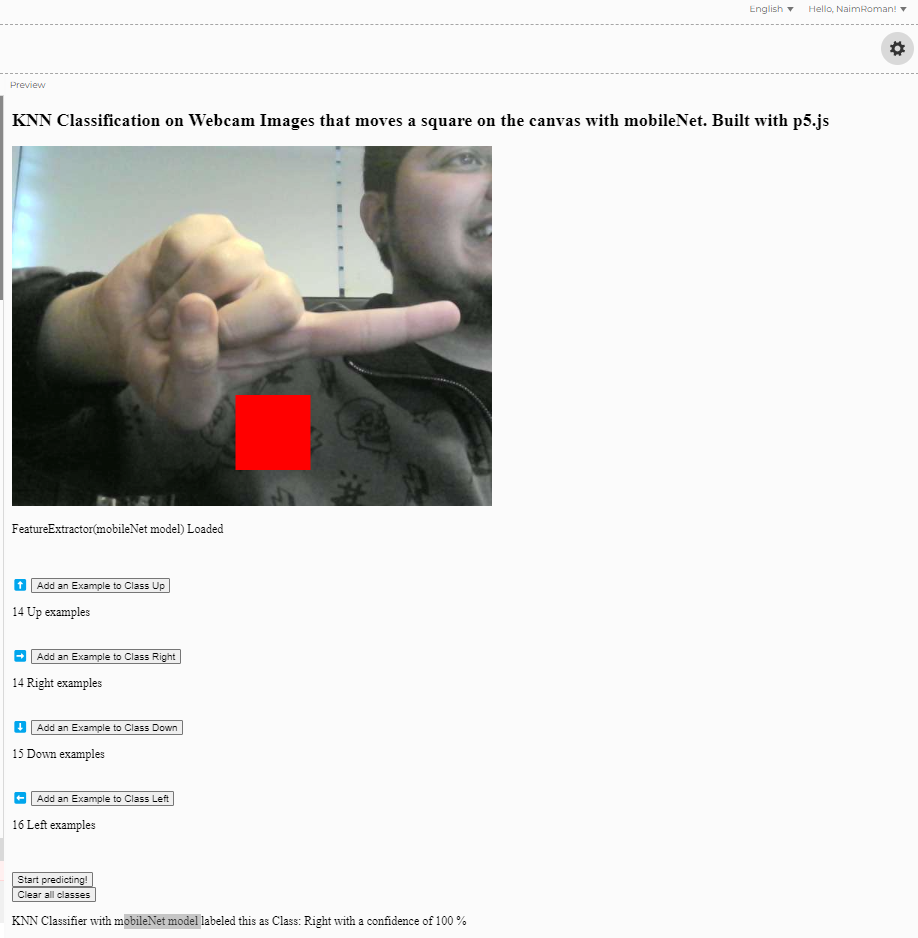 English ▼ Hello, NaimRoman! ▼
Preview
KNN Classification on Webcam Images that moves a square on the canvas with mobileNet. Built with p5.js
FeatureExtractor(mobileNet model) Loaded
Add an Example to Class Up
14 Up examples
Add an Example to Class Right
14 Right examples
Add an Example to Class Down
15 Down examples
Add an Example to Class Left
16 Left examples
Start predicting!
Clear all classes
KNN Classifier with mobileNet model labeled this as Class: Right with a confidence of 100 %